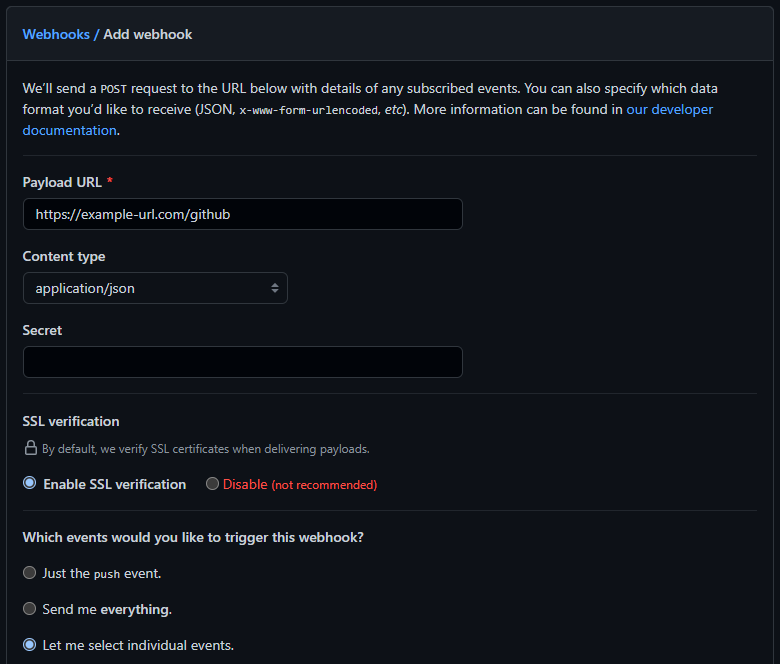 Webhooks / Add webhook
We’ll send a POST request to the URL below with details of any subscribed events. You can also specify which data
format you’d like to receive (JSON, x-www-form-urlencoded, etc). More information can be found in our developer
documentation.
Payload URL *
https://example-url.com/github
Content type
application/json
Secret
SSL verification
By default, we verify SSL certificates when delivering payloads.
Enable SSL verification Disable (not recommended)
Which events would you like to trigger this webhook?
Just the push event.
Send me everything.
Let me select individual events.